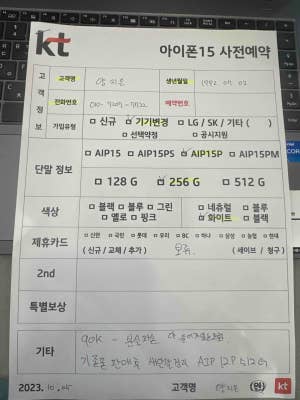 kt 아이폰15 사전예약
고객정보
고객명
생년월일
전화번호
예약번호
가입유형
□ 신규 □ 기기변경 □ LG / SK / 기타 ( )
□ 선택약정 □ 공시지원
단말 정보
□ AIP15 □ AIP15PS □ AIP15P □ AIP15PM
□ 128 G □ 256 G □ 512 G
색상
□ 블랙 □ 블루 □ 그린 □ 네츄럴 □ 블루
□ 옐로 □ 핑크 □ 화이트 □ 블랙
제휴카드
□ 신한 □ 국민 □ 롯데 □ 우리 □ BC □ 하나 □ 삼성 □ 농협 □ 현대
( 신규 / 교체 / 추가 ) ( 세이브 / 청구 )
2nd
특별보상
기타
90K -
AIP 12P 512G
2023. 10. 05 고객명 (인) kt